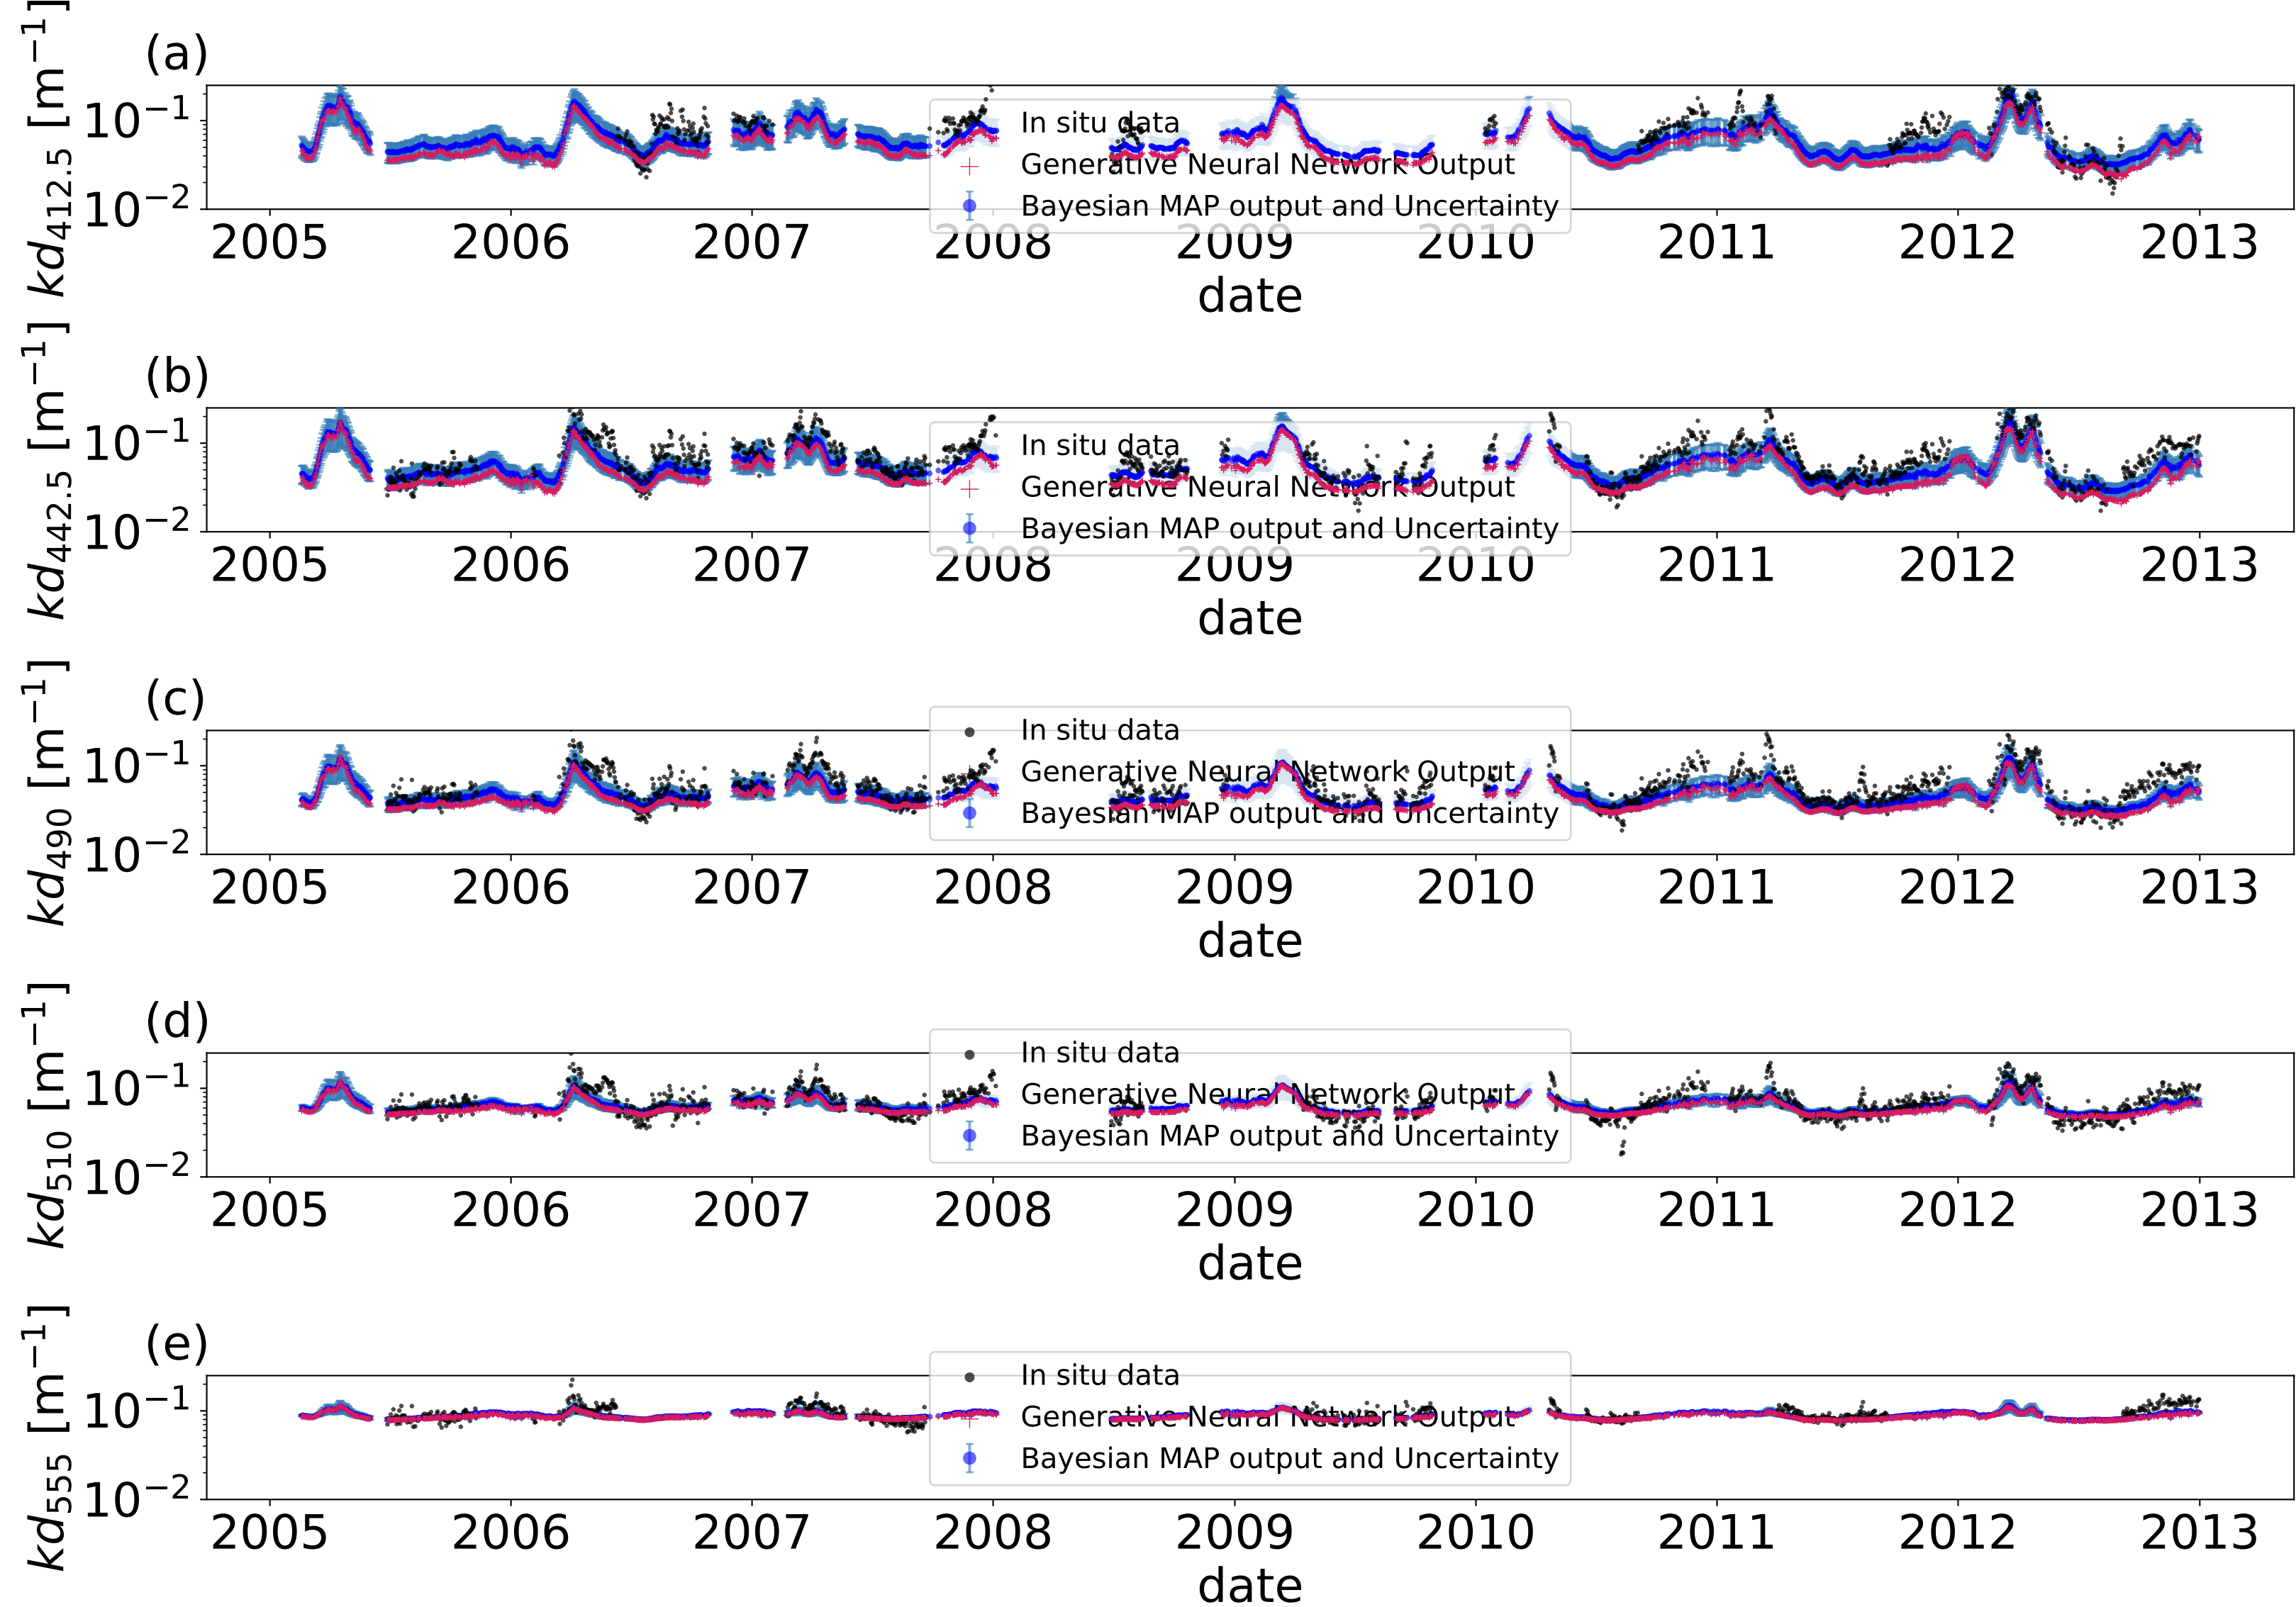 (a)
kd412.5 [m−1]
10−1
10−2
In situ data
Generative Neural Network Output
Bayesian MAP output and Uncertainty
2005 2006 2007 2008 2009 2010 2011 2012 2013
date
(b)
kd442.5 [m−1]
10−1
10−2
In situ data
Generative Neural Network Output
Bayesian MAP output and Uncertainty
2005 2006 2007 2008 2009 2010 2011 2012 2013
date
(c)
kd490 [m−1]
10−1
10−2
In situ data
Generative Neural Network Output
Bayesian MAP output and Uncertainty
2005 2006 2007 2008 2009 2010 2011 2012 2013
date
(d)
kd510 [m−1]
10−1
10−2
In situ data
Generative Neural Network Output
Bayesian MAP output and Uncertainty
2005 2006 2007 2008 2009 2010 2011 2012 2013
date
(e)
kd555 [m−1]
10−1
10−2
In situ data
Generative Neural Network Output
Bayesian MAP output and Uncertainty
2005 2006 2007 2008 2009 2010 2011 2012 2013
date